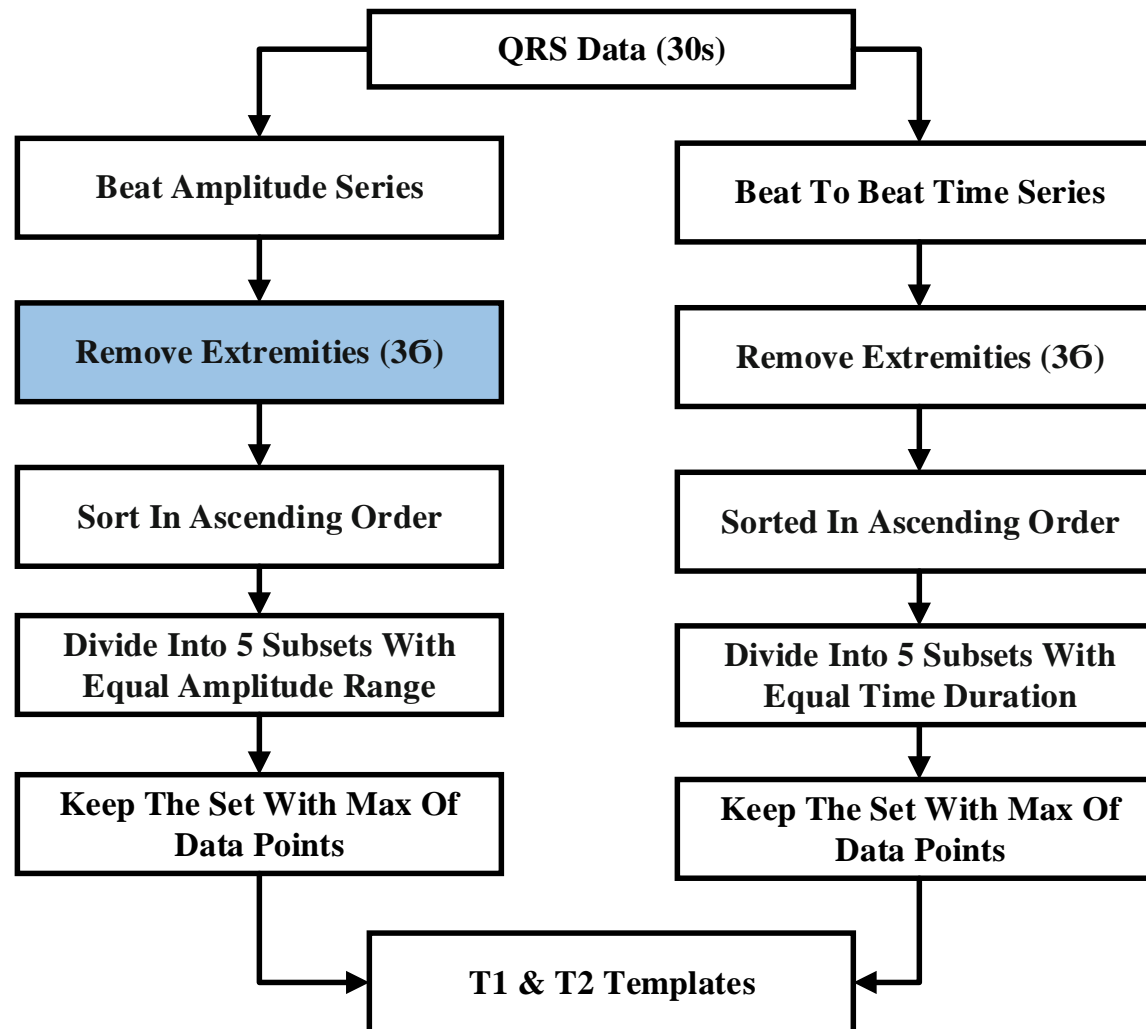 QRS Data (30s)
Beat Amplitude Series
Remove Extremities (3б)
Sort In Ascending Order
Divide Into 5 Subsets With
Equal Amplitude Range
Keep The Set With Max Of
Data Points
Beat To Beat Time Series
Remove Extremities (3б)
Sorted In Ascending Order
Divide Into 5 Subsets With
Equal Time Duration
Keep The Set With Max Of
Data Points
T1 & T2 Templates